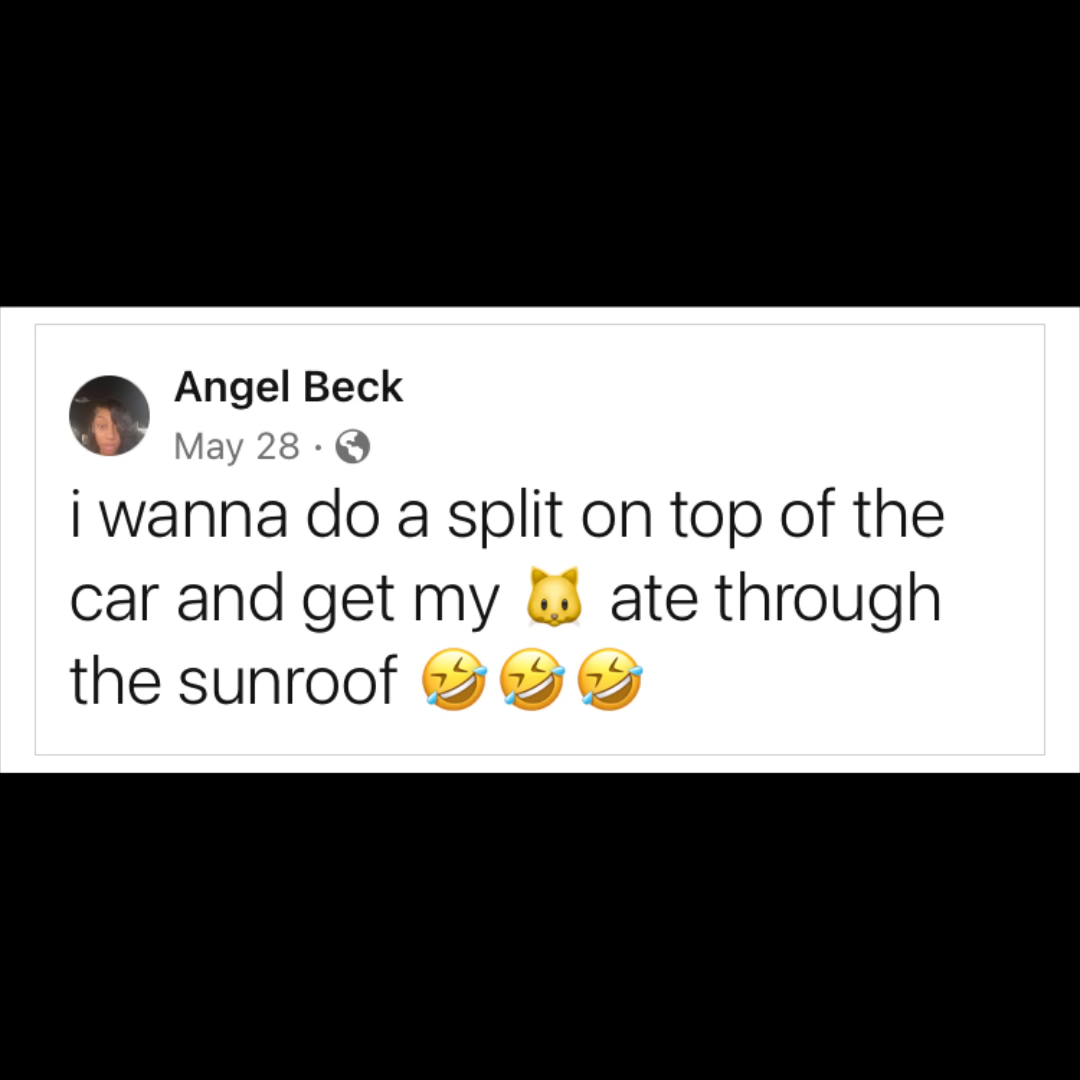 Angel Beck
May 28 ·
i wanna do a split on top of the
car and get my 🐱 ate through
the sunroof 🤣🤣🤣